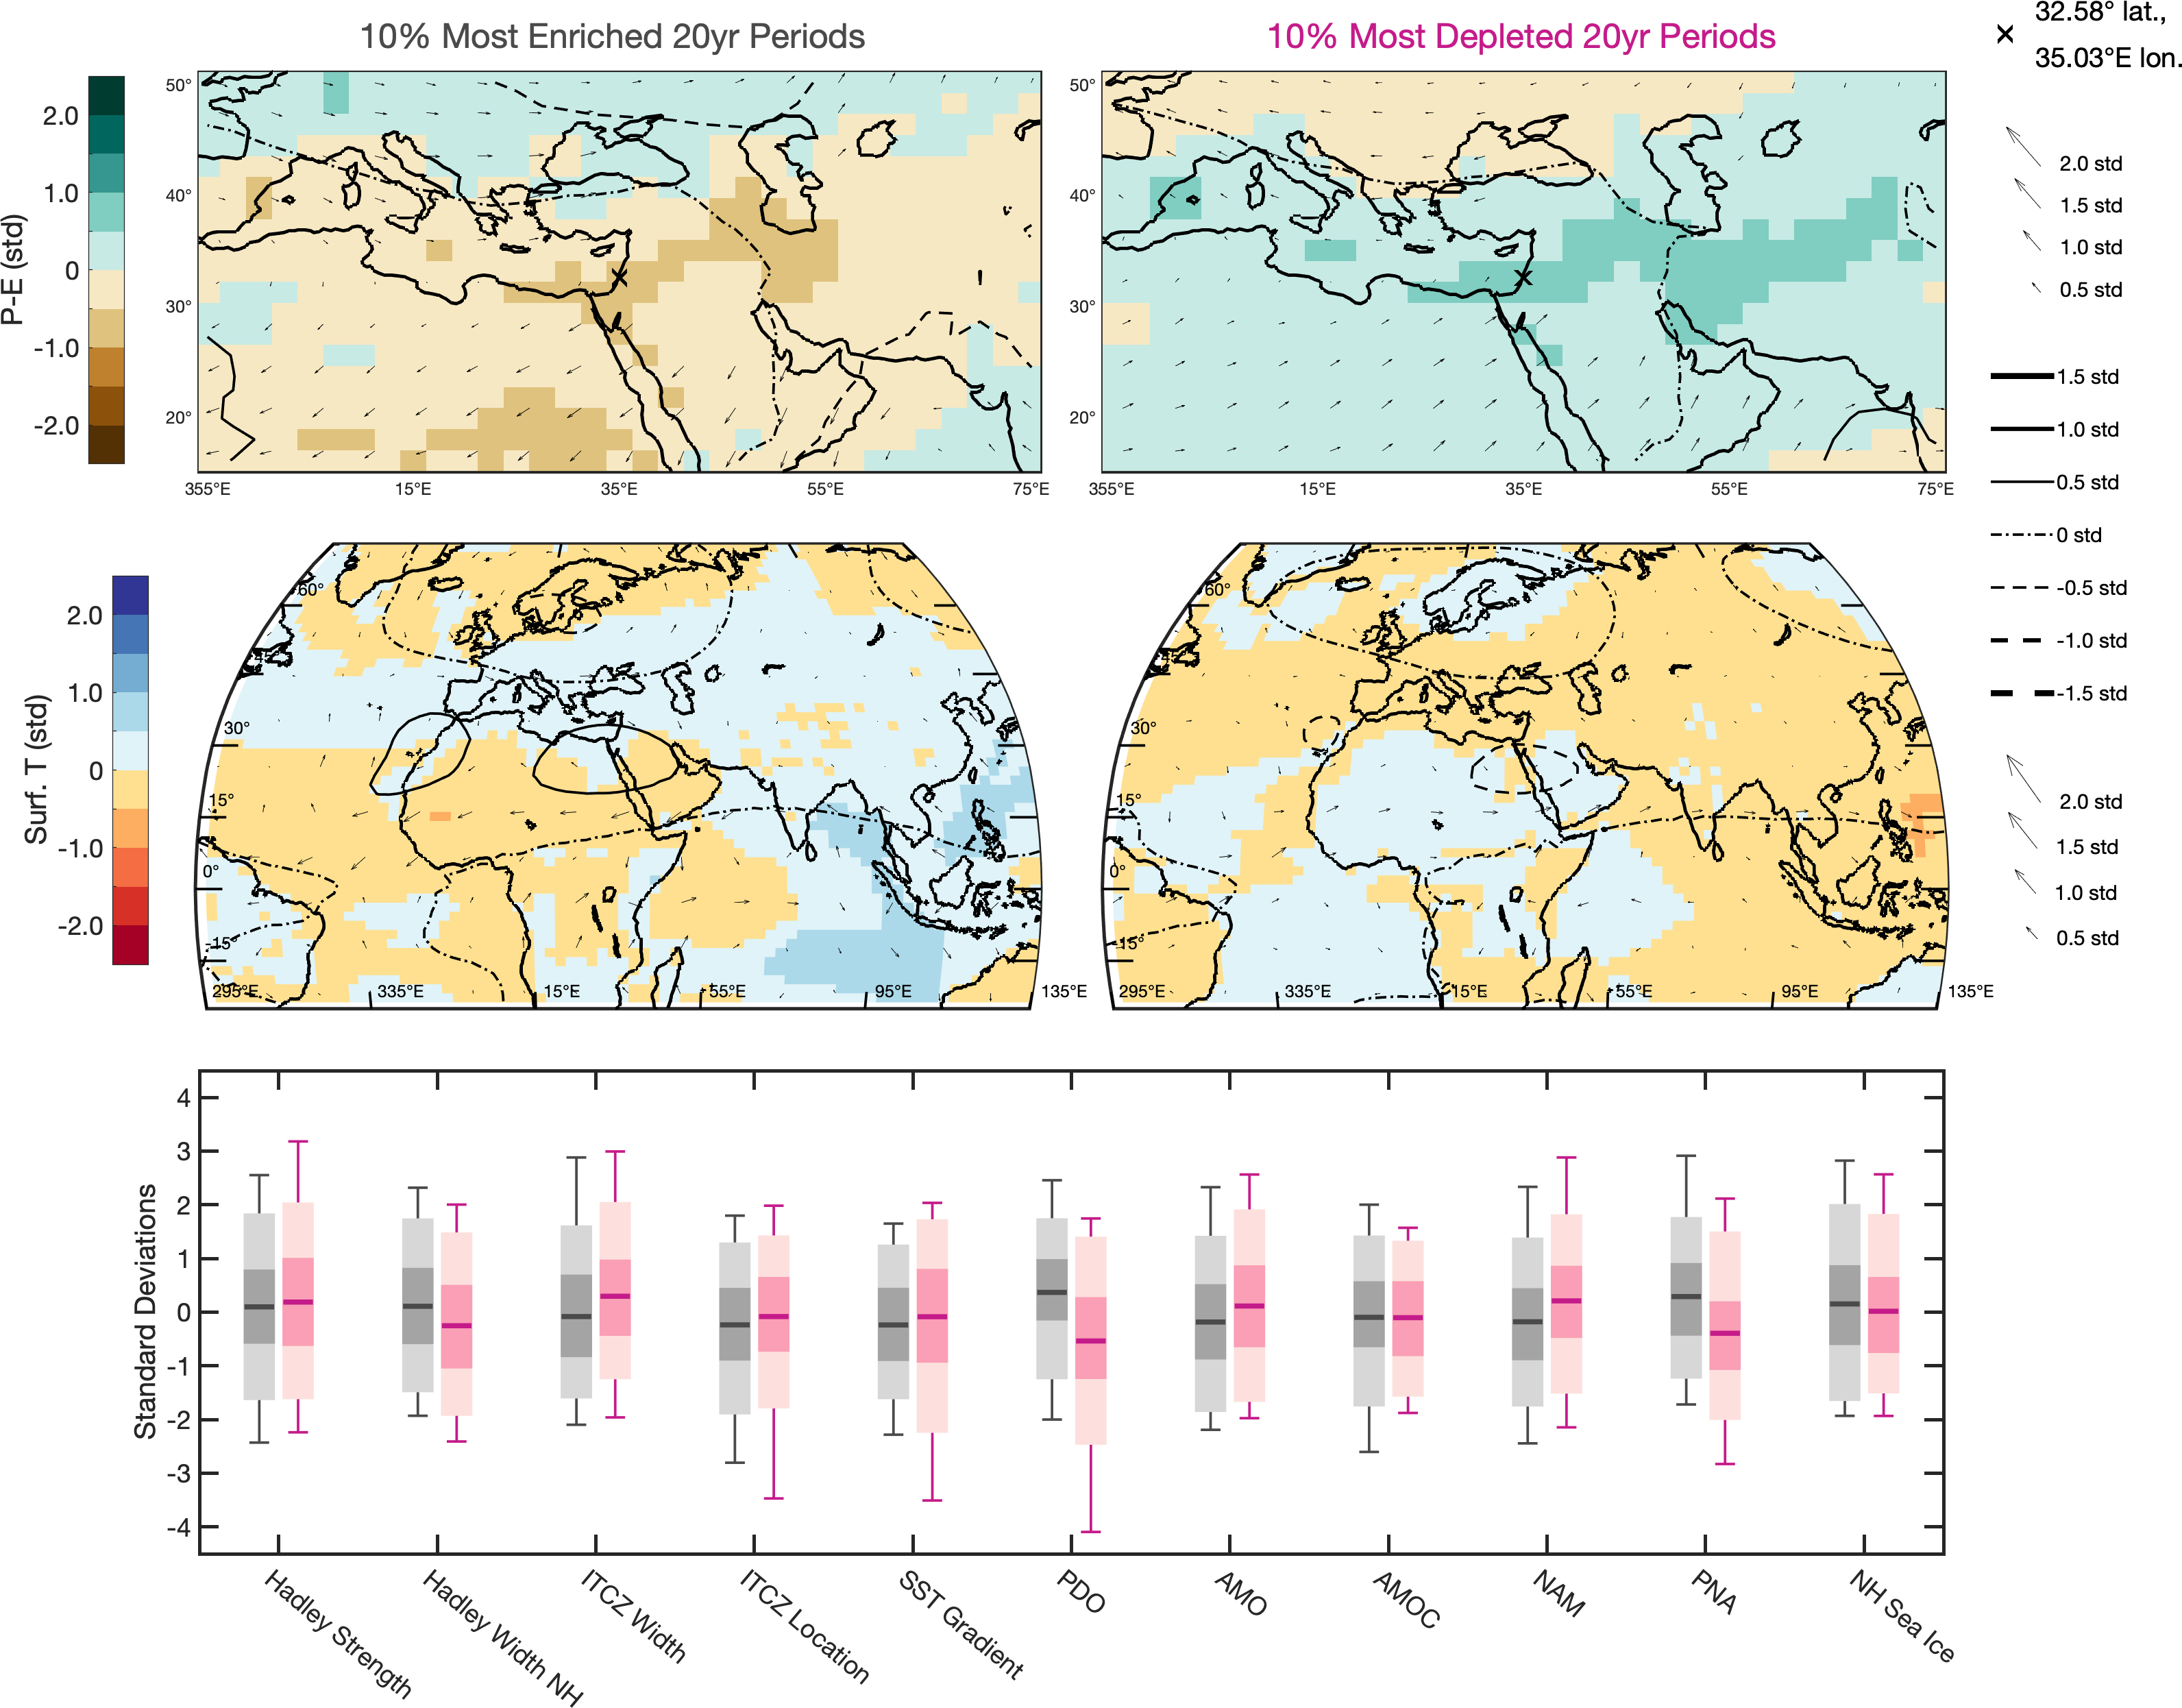 10% Most Enriched 20yr Periods
10% Most Depleted 20yr Periods
32.58° lat.,
35.03°E lon.
P-E (std)
2.0
1.0
0
-1.0
-2.0
50°
40°
30°
20°
355°E
15°E
35°E
55°E
75°E
50°
40°
30°
20°
355°E
15°E
35°E
55°E
75°E
2.0 std
1.5 std
1.0 std
0.5 std
1.5 std
1.0 std
0.5 std
0 std
-0.5 std
-1.0 std
-1.5 std
2.0 std
1.5 std
1.0 std
0.5 std
Surf. T (std)
2.0
1.0
0
-1.0
-2.0
60°
45°
30°
15°
0°
-15°
295°E
335°E
15°E
55°E
95°E
135°E
60°
45°
30°
15°
0°
-15°
295°E
335°E
15°E
55°E
95°E
135°E
Standard Deviations
4
3
2
1
0
-1
-2
-3
-4
Hadley Strength
Hadley Width NH
ITCZ Width
ITCZ Location
SST Gradient
PDO
AMO
AMOC
NAM
PNA
NH Sea Ice